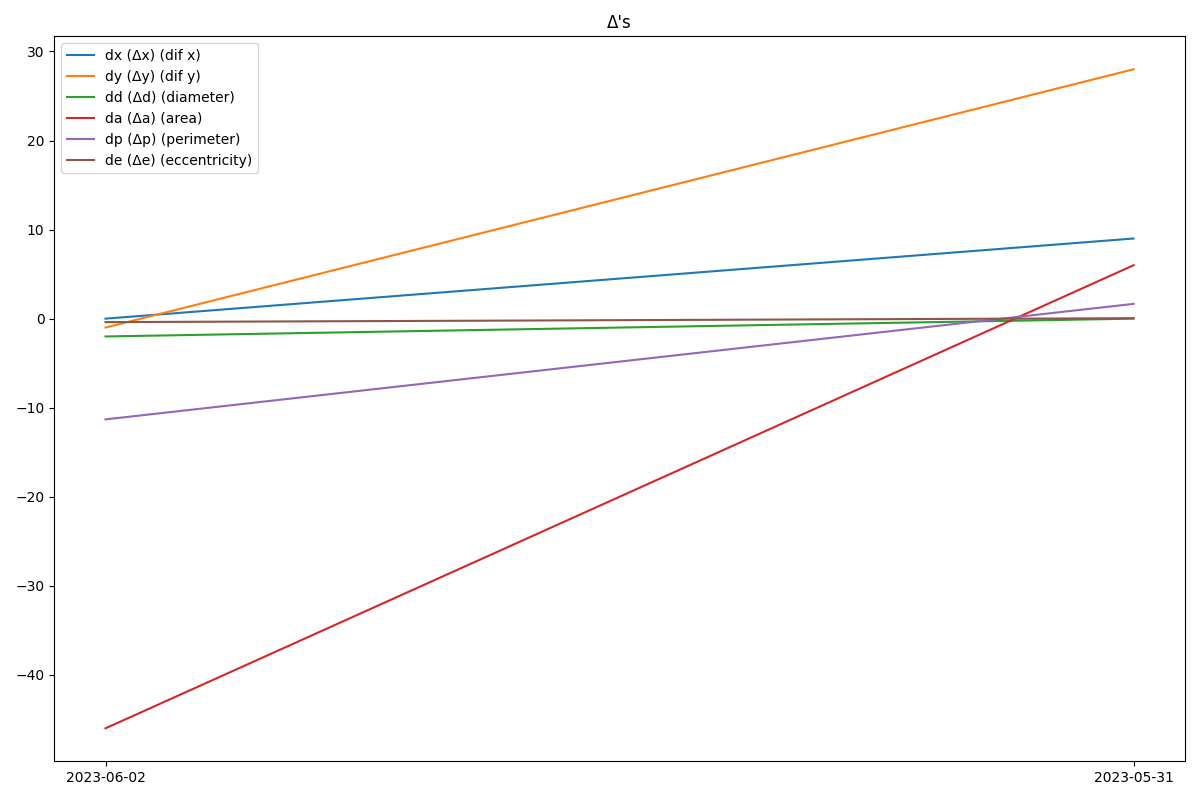 Δ's
dx (Δx) (dif x)
dy (Δy) (dif y)
dd (Δd) (diameter)
da (Δa) (area)
dp (Δp) (perimeter)
de (Δe) (eccentricity)
30
20
10
0
−10
−20
−30
−40
2023-06-02
2023-05-31